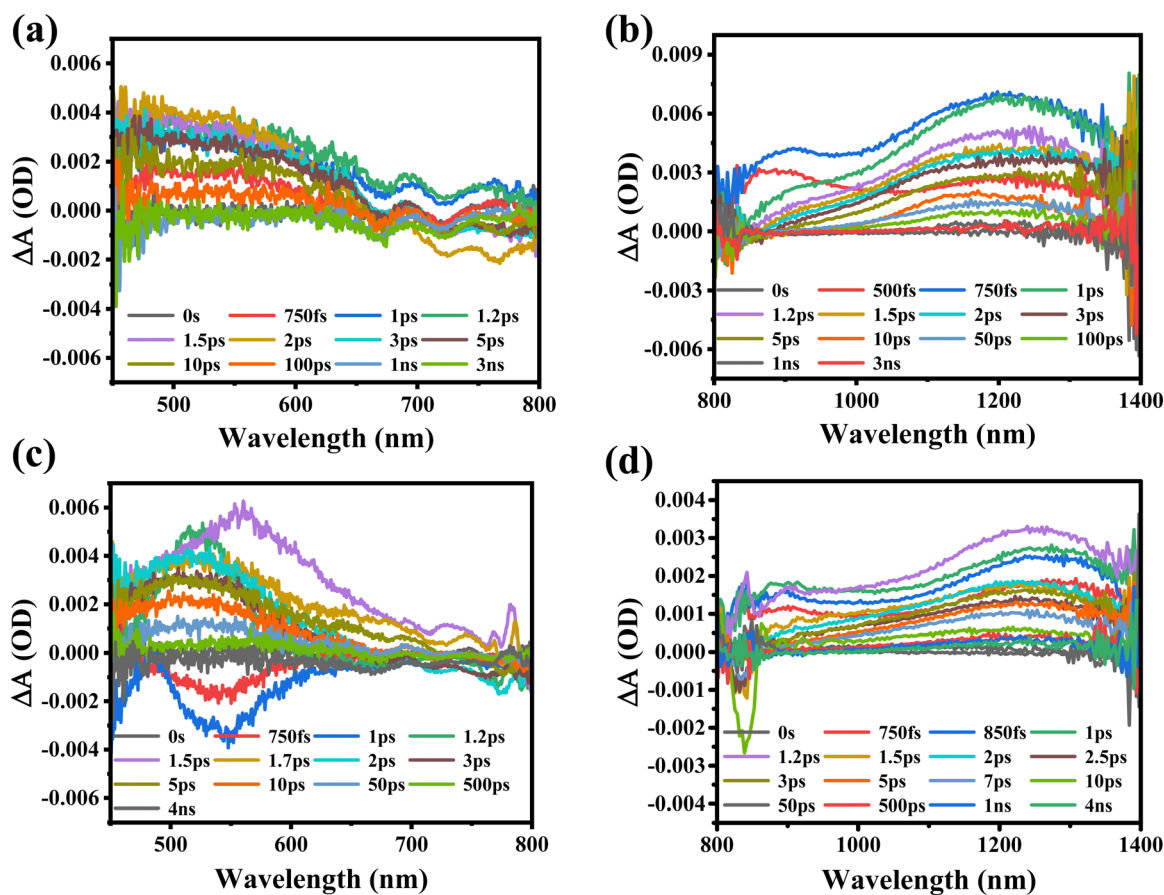 (a)
ΔA (OD)
0.006
0.004
0.002
0.000
-0.002
-0.004
-0.006
0s 750fs 1ps 1.2ps
1.5ps 2ps 3ps 5ps
10ps 100ps 1ns 3ns
500 600 700 800
Wavelength (nm)
(b)
ΔA (OD)
0.009
0.006
0.003
0.000
-0.003
-0.006
0s 500fs 750fs 1ps
1.2ps 1.5ps 2ps 3ps
5ps 10ps 50ps 100ps
1ns 3ns
800 1000 1200 1400
Wavelength (nm)
(c)
ΔA (OD)
0.006
0.004
0.002
0.000
-0.002
-0.004
-0.006
0s 750fs 1ps 1.2ps
1.5ps 1.7ps 2ps 3ps
5ps 10ps 50ps 500ps
4ns
500 600 700 800
Wavelength (nm)
(d)
ΔA (OD)
0.004
0.003
0.002
0.001
0.000
-0.001
-0.002
-0.003
-0.004
0s 750fs 850fs 1ps
1.2ps 1.5ps 2ps 2.5ps
3ps 5ps 7ps 10ps
50ps 500ps 1ns 4ns
800 1000 1200 1400
Wavelength (nm)